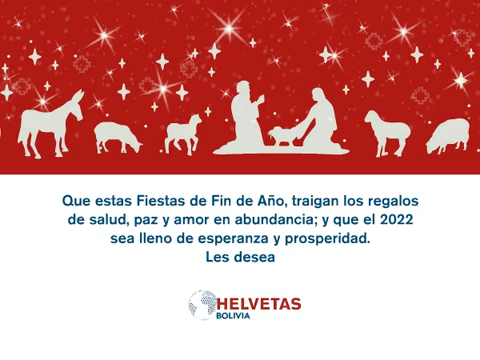 Que estas Fiestas de Fin de Año, traigan los regalos
de salud, paz y amor en abundancia; y que el 2022
sea lleno de esperanza y prosperidad.
Les desea
HELVETAS
BOLIVIA